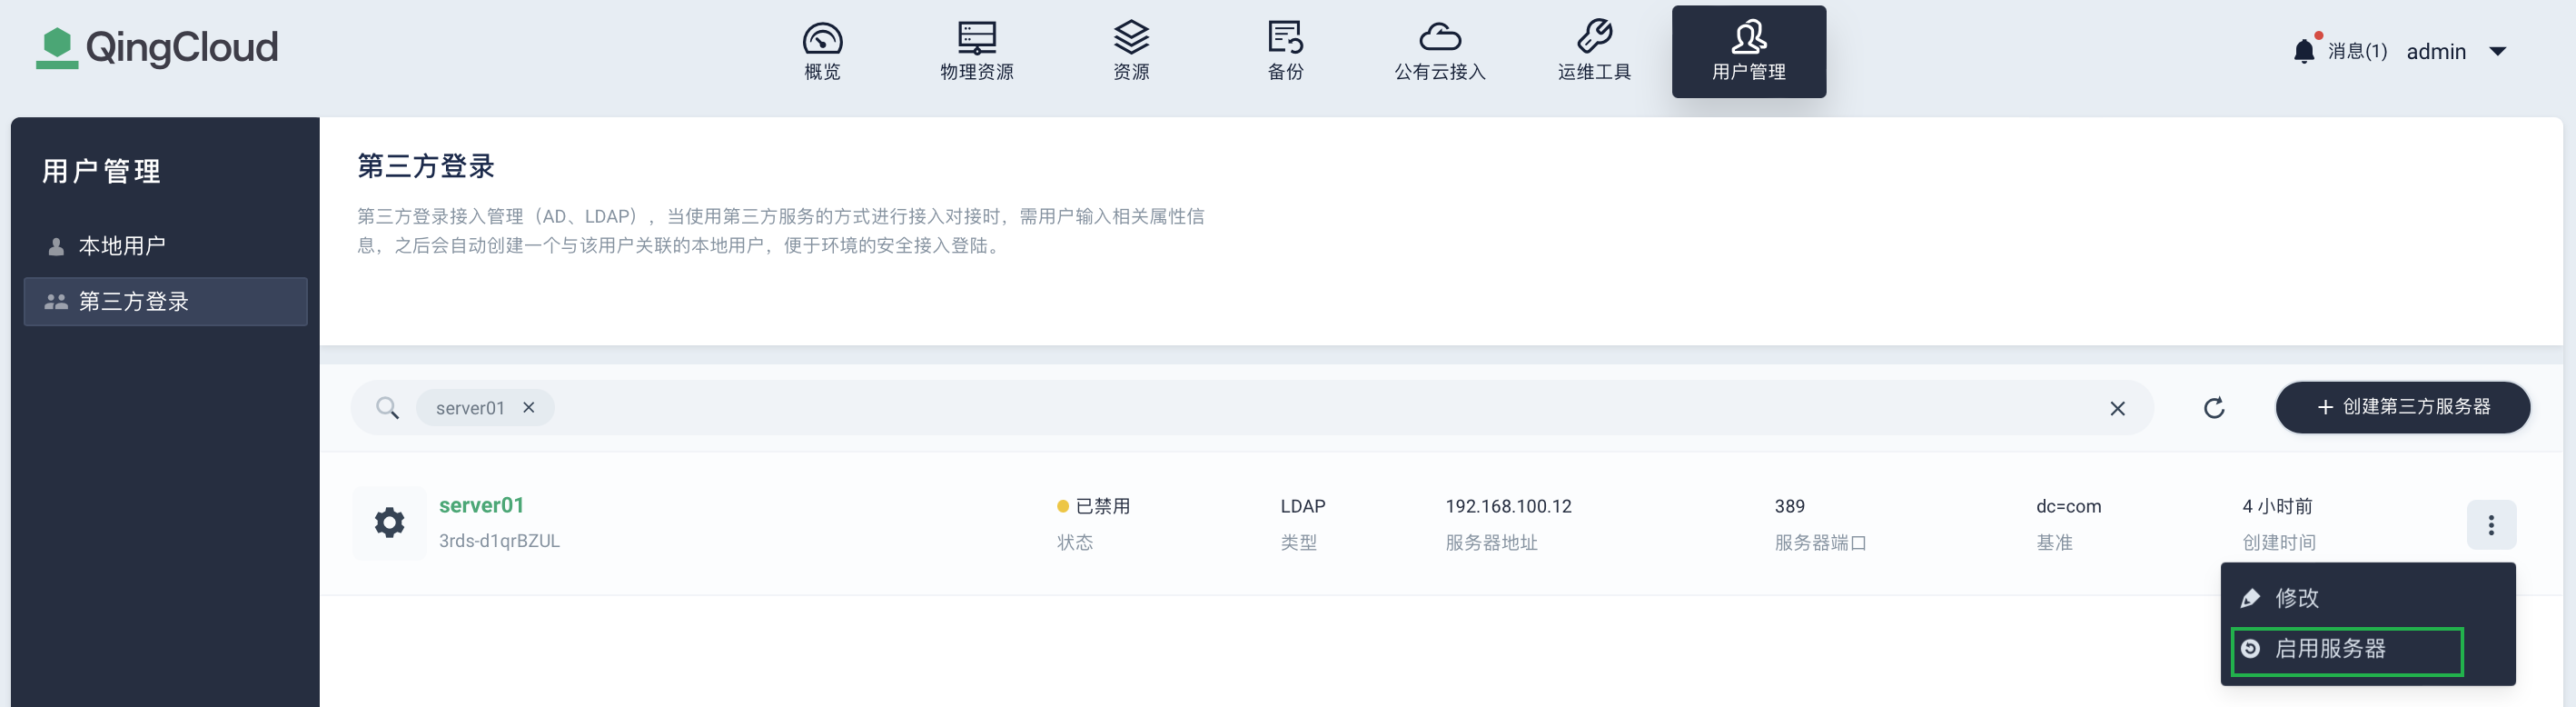 QingCloud
概览
物理资源
资源
备份
公有云接入
运维工具
用户管理
消息(1)
admin
用户管理
本地用户
第三方登录
第三方登录
第三方登录接入管理（AD、LDAP），当使用第三方服务的方式进行接入对接时，需用户输入相关属性信
息，之后会自动创建一个与该用户关联的本地用户，便于环境的安全接入登陆。
server01
创建第三方服务器
server01
3rds-d1qrBZUL
已禁用
状态
LDAP
类型
192.168.100.12
服务器地址
389
服务器端口
dc=com
基准
4 小时前
创建时间
修改
启用服务器